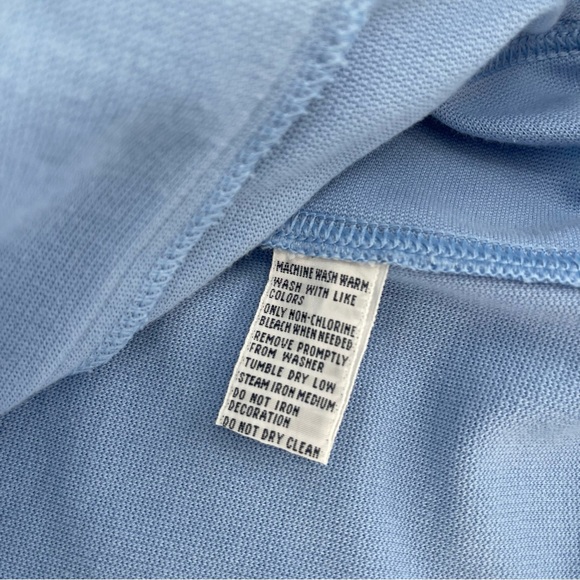 MACHINE WASH WARM
WASH WITH LIKE
COLORS
ONLY NON-CHLORINE
BLEACH WHEN NEEDED
REMOVE PROMPTLY
FROM WASHER
TUMBLE DRY LOW
STEAM IRON MEDIUM
DO NOT IRON
DECORATION
DO NOT DRY CLEAN